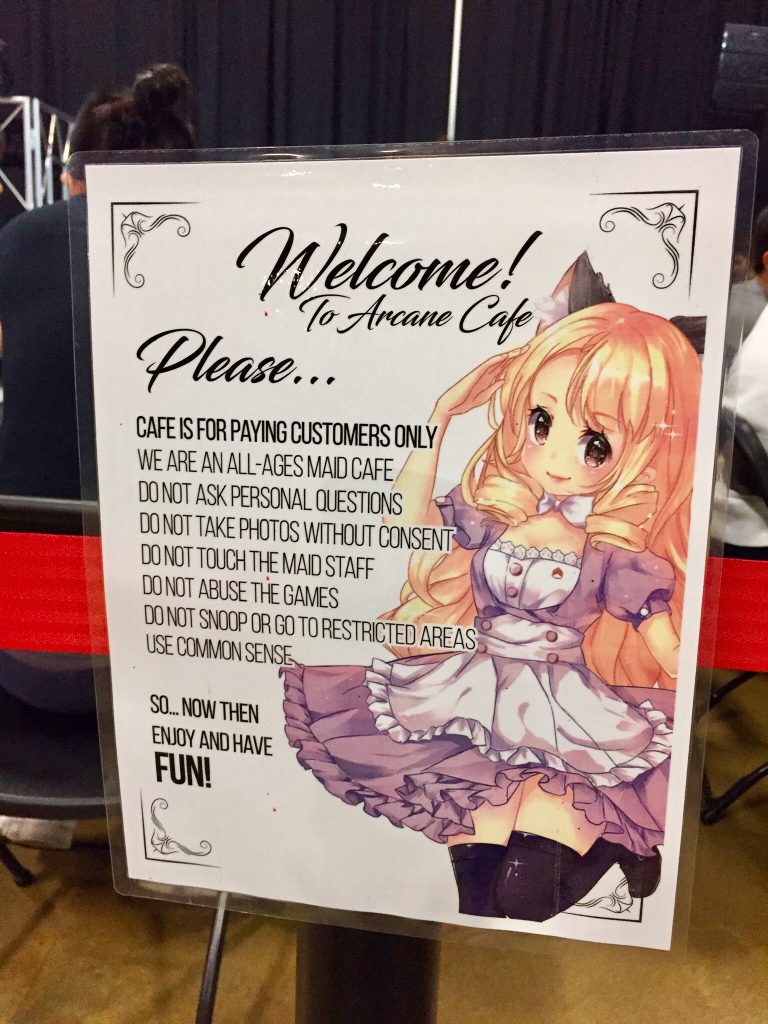 Welcome!
To Arcane Cafe
Please...
CAFE IS FOR PAYING CUSTOMERS ONLY
WE ARE AN ALL-AGES MAID CAFE
DO NOT ASK PERSONAL QUESTIONS
DO NOT TAKE PHOTOS WITHOUT CONSENT
DO NOT TOUCH THE MAID STAFF
DO NOT ABUSE THE GAMES
DO NOT SNOOP OR GO TO RESTRICTED AREAS
USE COMMON SENSE
SO... NOW THEN
ENJOY AND HAVE
FUN!